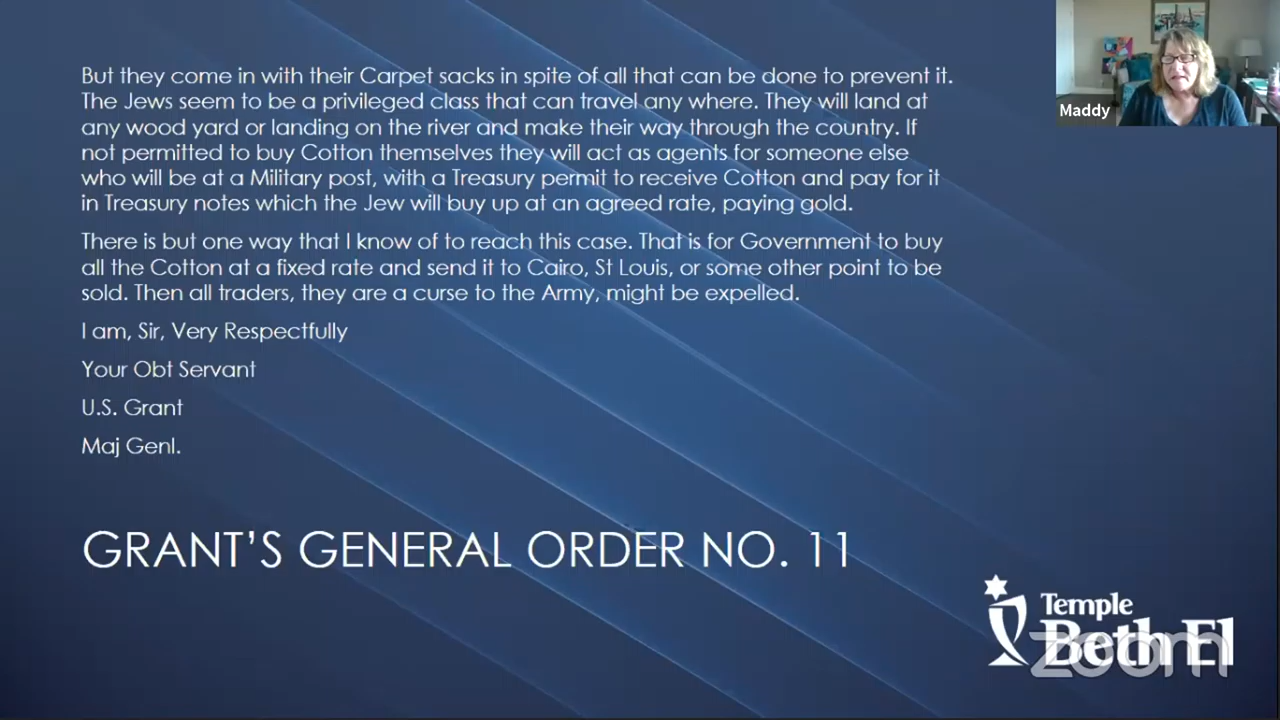 But they come in with their Carpet sacks in spite of all that can be done to prevent it.
The Jews seem to be a privileged class that can travel any where. They will land at
any wood yard or landing on the river and make their way through the country. If
not permitted to buy Cotton themselves they will act as agents for someone else
who will be at a Military post, with a Treasury permit to receive Cotton and pay for it
in Treasury notes which the Jew will buy up at an agreed rate, paying gold.
There is but one way that I know of to reach this case. That is for Government to buy
all the Cotton at a fixed rate and send it to Cairo, St Louis, or some other point to be
sold. Then all traders, they are a curse to the Army, might be expelled.
I am, Sir, Very Respectfully
Your Obt Servant
U.S. Grant
Maj Genl.
GRANT'S GENERAL ORDER NO. 11
Maddy
Temple
Beth El
zoom